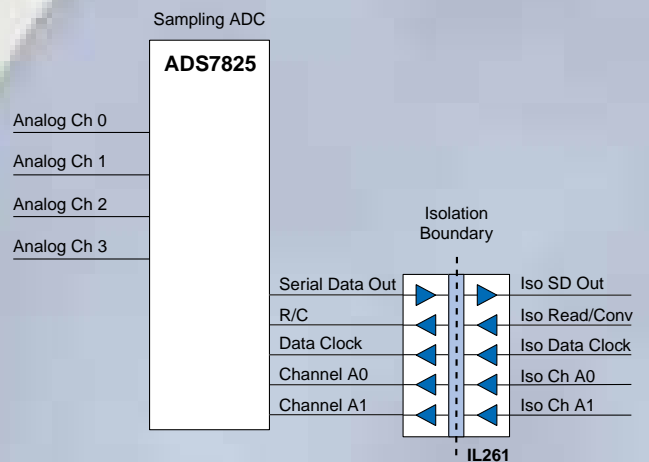 Sampling ADC
ADS7825
Analog Ch 0
Analog Ch 1
Analog Ch 2
Analog Ch 3
Isolation
Boundary
Serial Data Out
Iso SD Out
R/C
Iso Read/Conv
Data Clock
Iso Data Clock
Channel A0
Iso Ch A0
Channel A1
Iso Ch A1
IL261